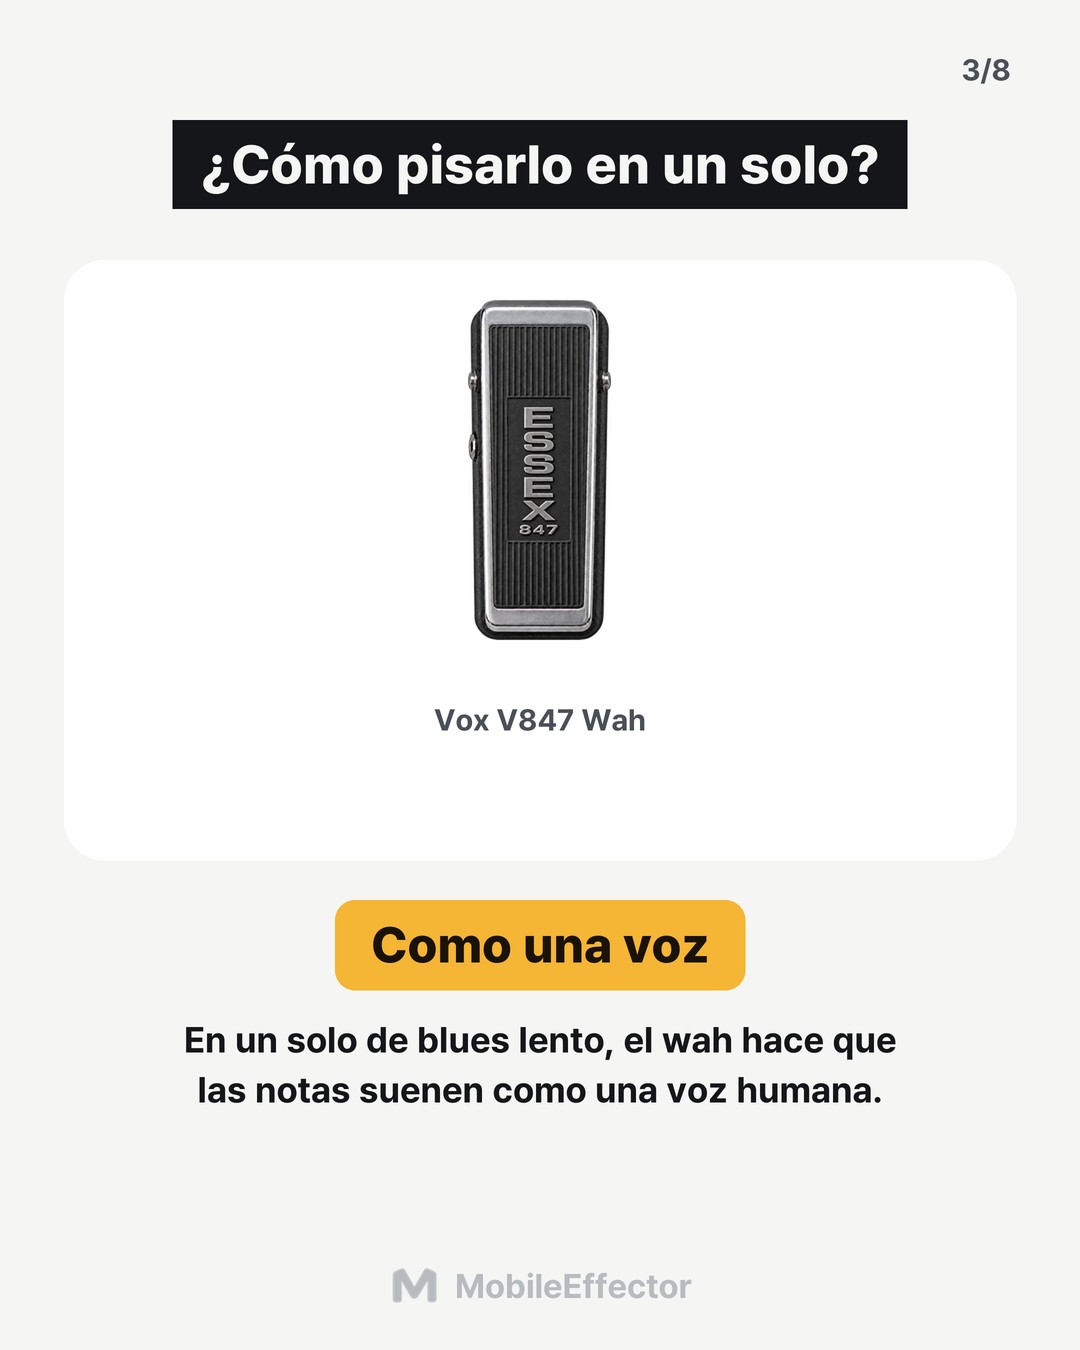 3/8
¿Cómo pisarlo en un solo?
ESSEX
847
Vox V847 Wah
Como una voz
En un solo de blues lento, el wah hace que
las notas suenen como una voz humana.
MobileEffector